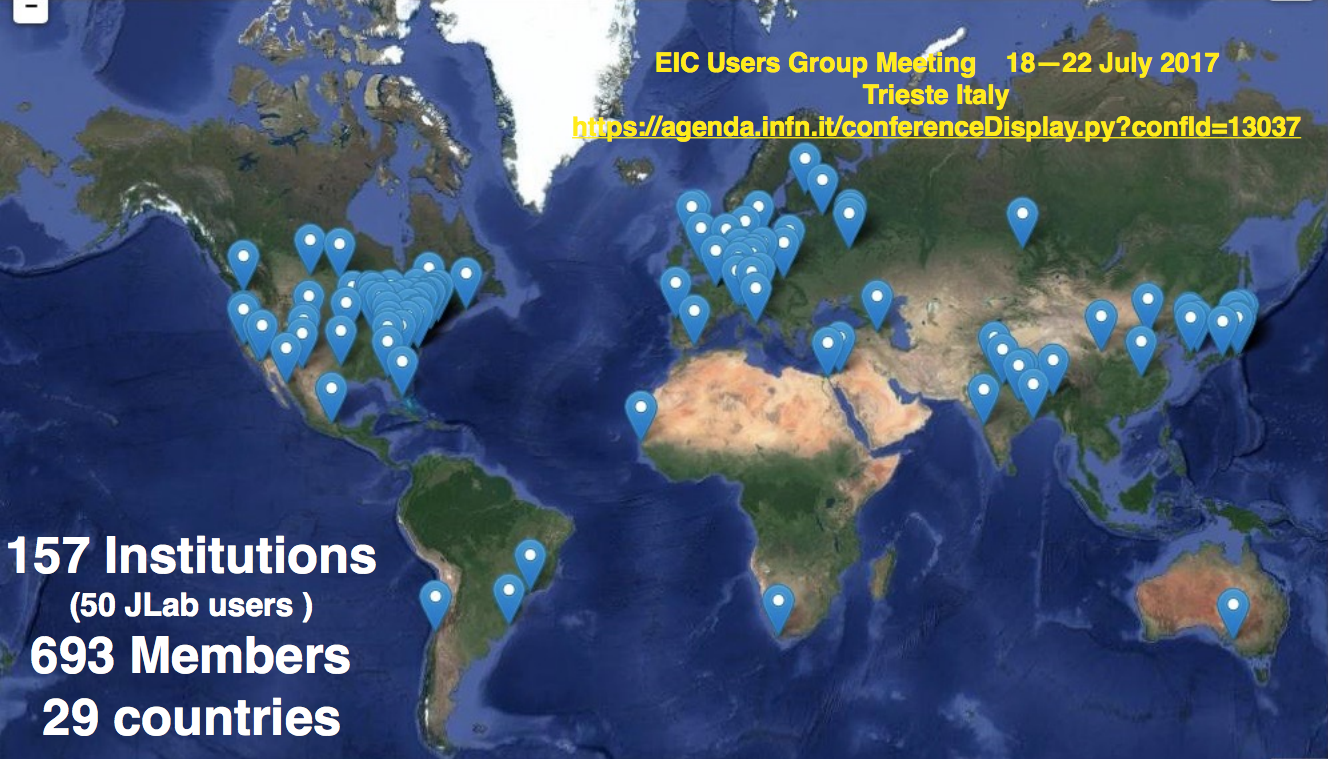 EIC Users Group Meeting 18—22 July 2017
Trieste Italy
https://agenda.infn.it/conferenceDisplay.py?confId=13037
157 Institutions
(50 JLab users )
693 Members
29 countries